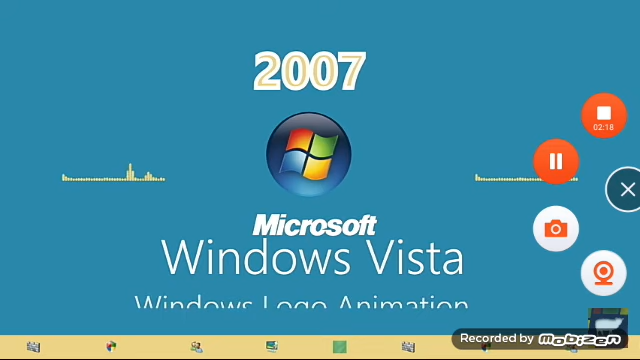 2007
02:18
Microsoft
Windows Vista
Windows Logo Animation
Recorded by Mobizen